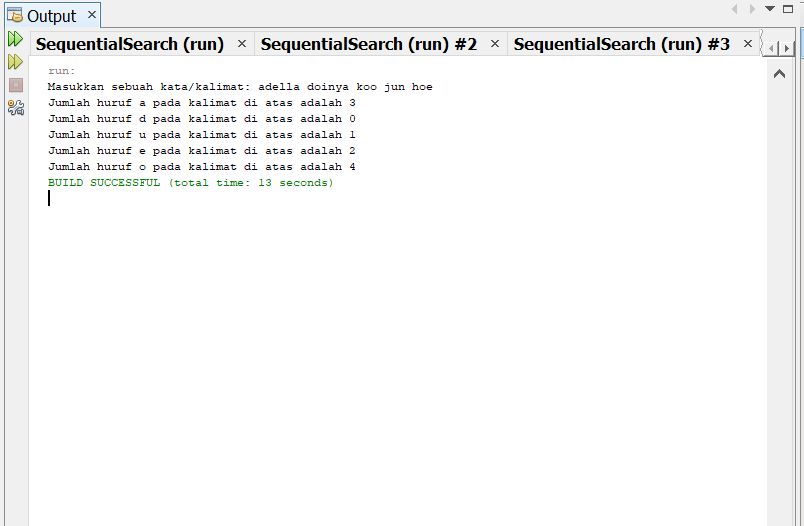 Output
SequentialSearch (run) SequentialSearch (run) #2 SequentialSearch (run) #3
run:
Masukkan sebuah kata/kalimat: adella doinya koo jun hoe
Jumlah huruf a pada kalimat di atas adalah 3
Jumlah huruf d pada kalimat di atas adalah 0
Jumlah huruf u pada kalimat di atas adalah 1
Jumlah huruf e pada kalimat di atas adalah 2
Jumlah huruf o pada kalimat di atas adalah 4
BUILD SUCCESSFUL (total time: 13 seconds)